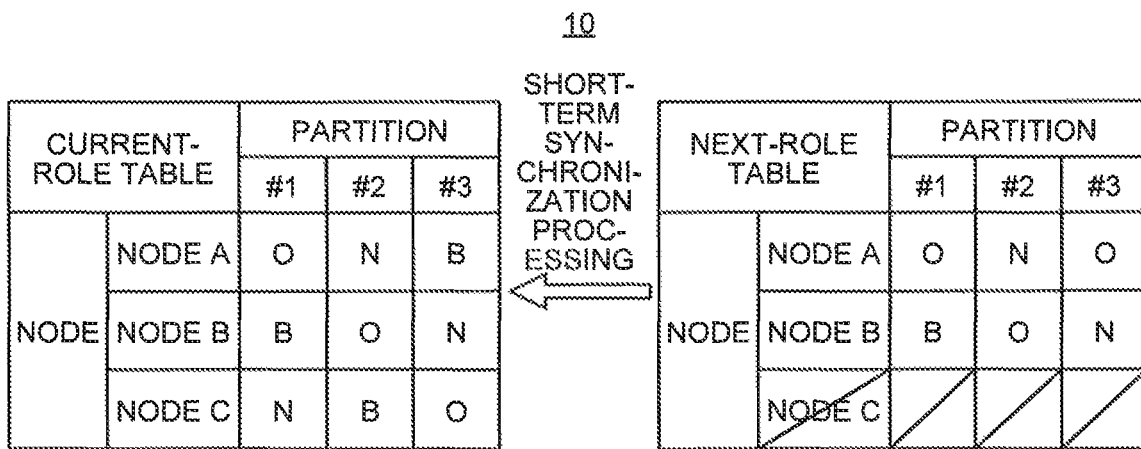 10
SHORT-
TERM
SYN-
CHRONI-
ZATION
PROC-
ESSING
CURRENT-
ROLE TABLE
PARTITION
#1 #2 #3
NODE
NODE A O N B
NODE B B O N
NODE C N B O
NEXT-ROLE
TABLE
PARTITION
#1 #2 #3
NODE
NODE A O N O
NODE B B O N
NODE C